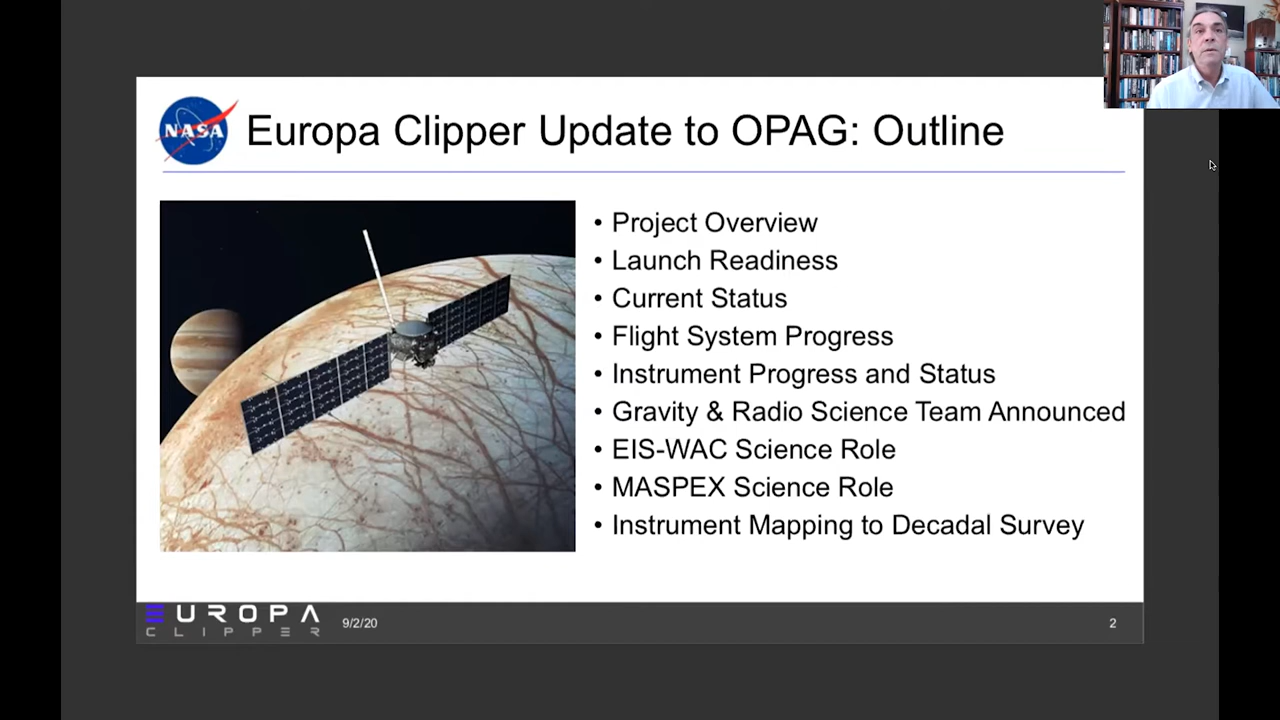 NASA
Europa Clipper Update to OPAG: Outline
• Project Overview
• Launch Readiness
• Current Status
• Flight System Progress
• Instrument Progress and Status
• Gravity & Radio Science Team Announced
• EIS-WAC Science Role
• MASPEX Science Role
• Instrument Mapping to Decadal Survey
EUROPA
CLIPPER
9/2/20
2